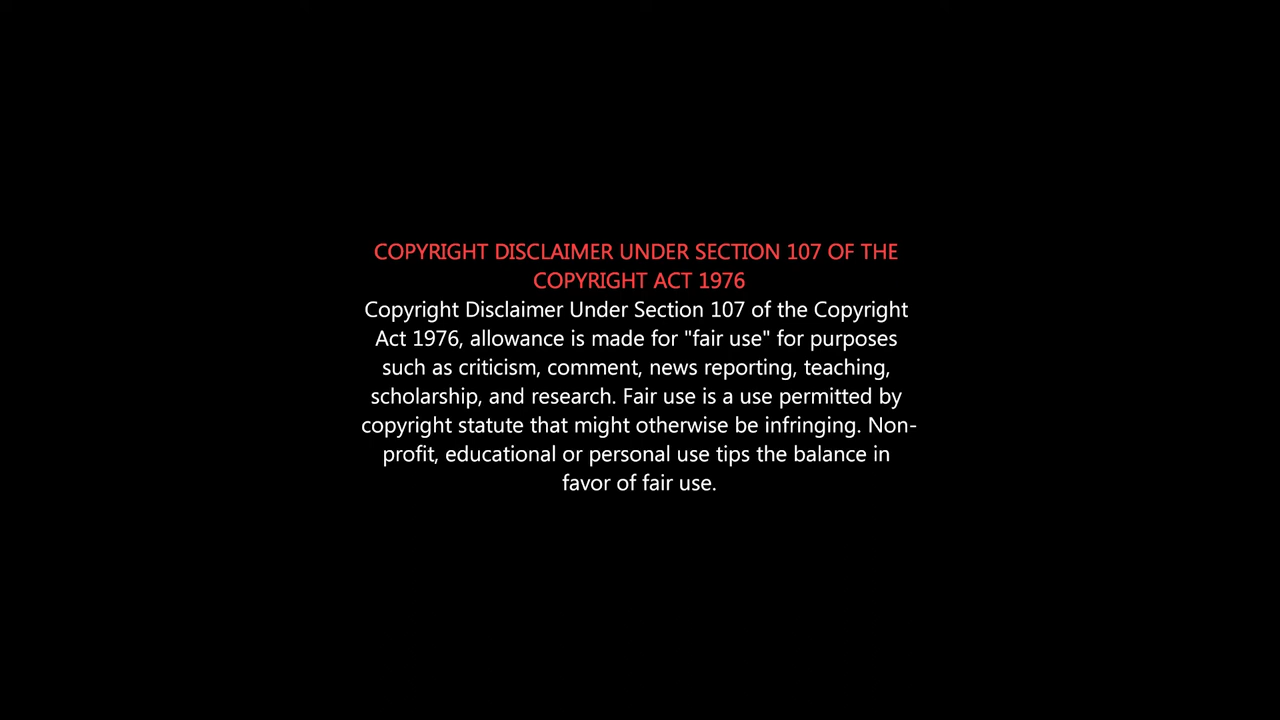 COPYRIGHT DISCLAIMER UNDER SECTION 107 OF THE
COPYRIGHT ACT 1976
Copyright Disclaimer Under Section 107 of the Copyright
Act 1976, allowance is made for "fair use" for purposes
such as criticism, comment, news reporting, teaching,
scholarship, and research. Fair use is a use permitted by
copyright statute that might otherwise be infringing. Non-
profit, educational or personal use tips the balance in
favor of fair use.